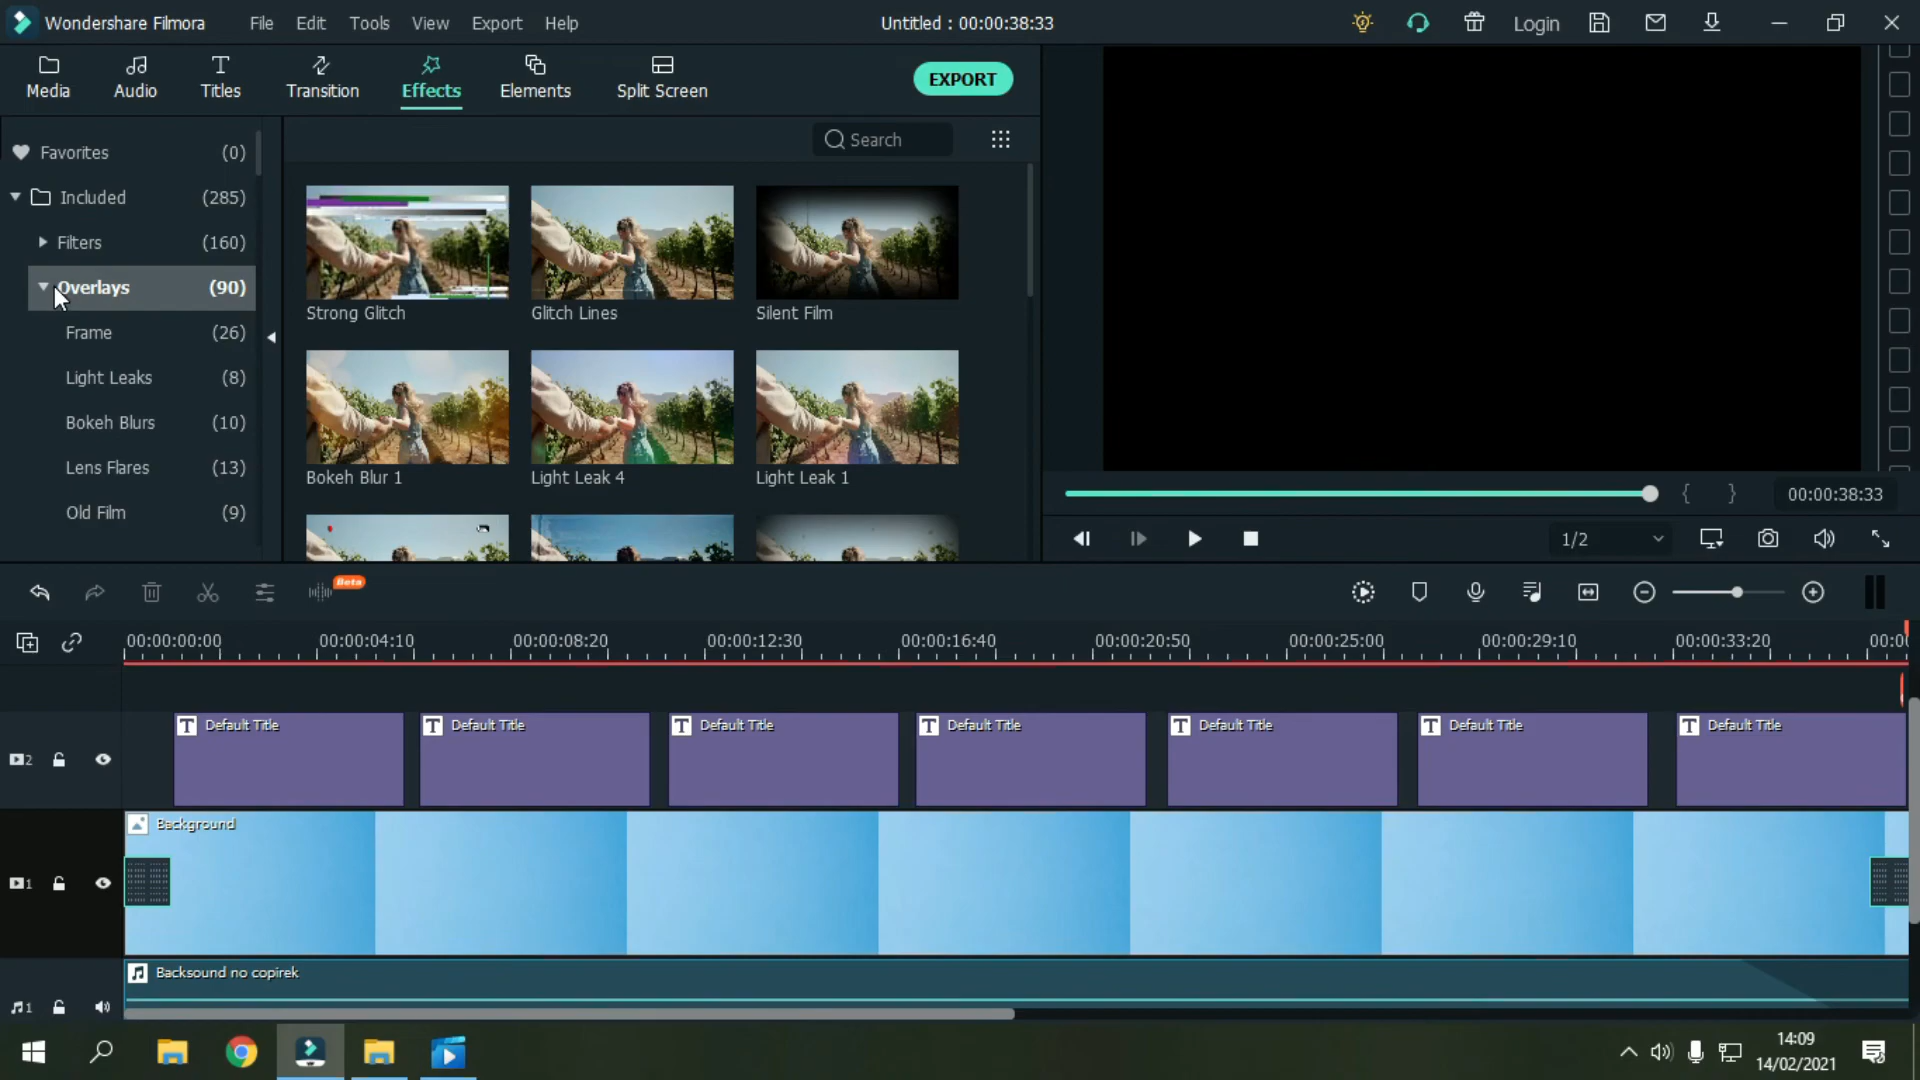 Wondershare Filmora File Edit Tools View Export Help Untitled : 00:00:38:33 Login
Media Audio Titles Transition Effects Elements Split Screen EXPORT
Search
Favorites (0)
Included (285)
Filters (160)
Overlays (90)
Frame (26)
Light Leaks (8)
Bokeh Blurs (10)
Lens Flares (13)
Old Film (9)
Strong Glitch Glitch Lines Silent Film
Bokeh Blur 1 Light Leak 4 Light Leak 1
{ } 00:00:38:33
1/2
Beta
00:00:00:00 00:00:04:10 00:00:08:20 00:00:12:30 00:00:16:40 00:00:20:50 00:00:25:00 00:00:29:10 00:00:33:20 00:00
T Default Title T Default Title T Default Title T Default Title T Default Title T Default Title T Default Title
2
Background
1
Backsound no copirek
1
14:09
14/02/2021